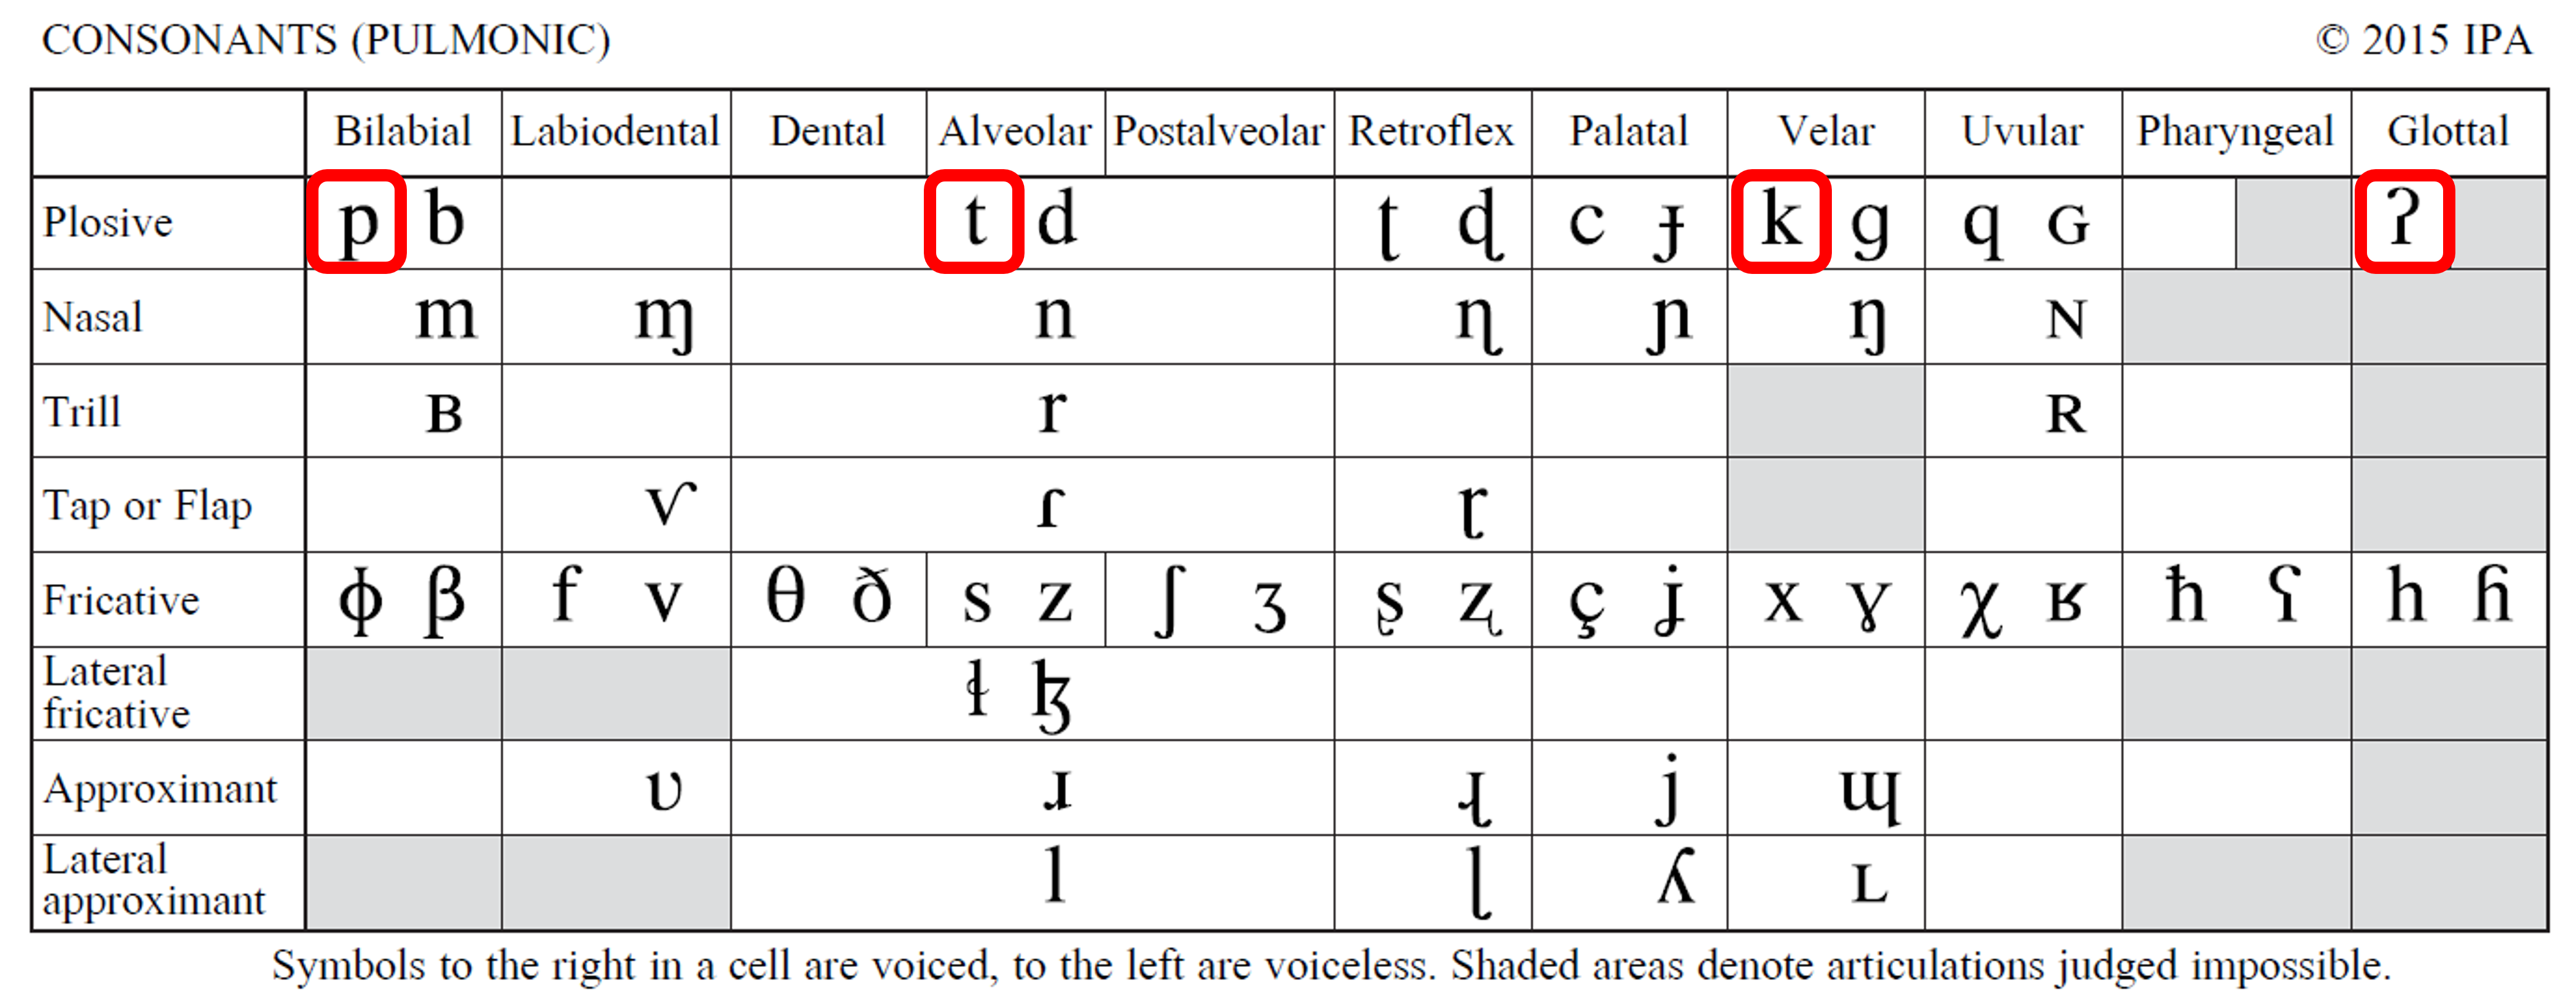 CONSONANTS (PULMONIC) © 2015 IPA
Bilabial Labiodental Dental Alveolar Postalveolar Retroflex Palatal Velar Uvular Pharyngeal Glottal
Plosive p b t d ʈ ɖ c ɟ k ɡ q ɢ ʔ
Nasal m ɱ n ɳ ɲ ŋ ɴ
Trill ʙ r ʀ
Tap or Flap ⱱ ɾ ɽ
Fricative ɸ β f v θ ð s z ʃ ʒ ʂ ʐ ç ʝ x ɣ χ ʁ ħ ʕ h ɦ
Lateral
fricative ɬ ɮ
Approximant ʋ ɹ ɻ j ɰ
Lateral
approximant l ɭ ʎ ʟ
Symbols to the right in a cell are voiced, to the left are voiceless. Shaded areas denote articulations judged impossible.